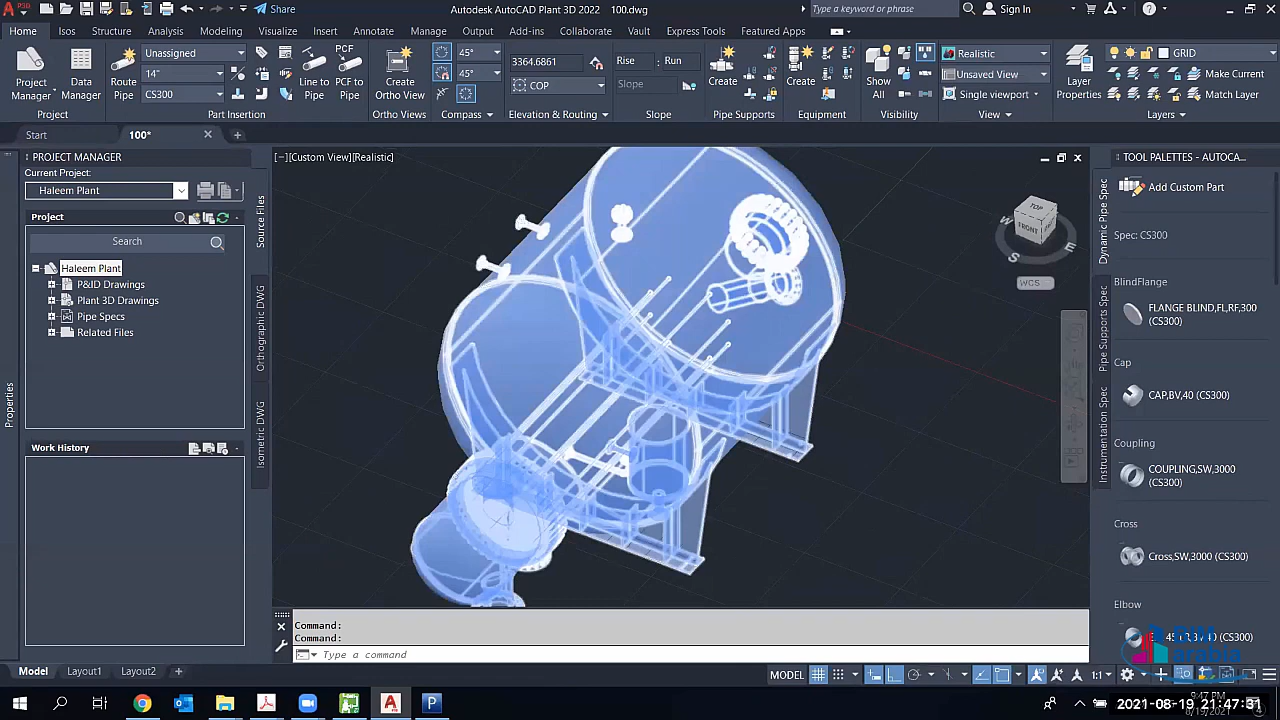 Share
Autodesk AutoCAD Plant 3D 2022 100.dwg
Type a keyword or phrase
Sign In
Home Isos Structure Analysis Modeling Visualize Insert Annotate Manage Output Add-ins Collaborate Vault Express Tools Featured Apps
Project Manager
Data Manager
Route Pipe
Unassigned
14"
CS300
Line to Pipe
PCF to Pipe
Create Ortho View
45°
45°
3364.6861
COP
Rise
Run
Slope
Create
Create
Show All
Realistic
Unsaved View
Single viewport
Layer Properties
GRID
Make Current
Match Layer
Project
Part Insertion
Ortho Views
Compass
Elevation & Routing
Slope
Pipe Supports
Equipment
Visibility
View
Layers
Start
100*
PROJECT MANAGER
Current Project:
Haleem Plant
Project
Search
Haleem Plant
P&ID Drawings
Plant 3D Drawings
Pipe Specs
Related Files
Work History
Properties
Source Files
Orthographic DWG
Isometric DWG
[−][Custom View][Realistic]
TOP
FRONT
W
S
E
WCS
TOOL PALETTES - AUTOCA...
Dynamic Pipe Spec
Pipe Supports Spec
Instrumentation Spec
Add Custom Part
Spec: CS300
BlindFlange
FLANGE BLIND,FL,RF,300
(CS300)
Cap
CAP,BV,40 (CS300)
Coupling
COUPLING,SW,3000
(CS300)
Cross
Cross,SW,3000 (CS300)
Elbow
(CS300)
BIM
arabia
Command:
Command:
Type a command
Model Layout1 Layout2
MODEL
1:1
9:47 PM
2021-08-19 21:47:31